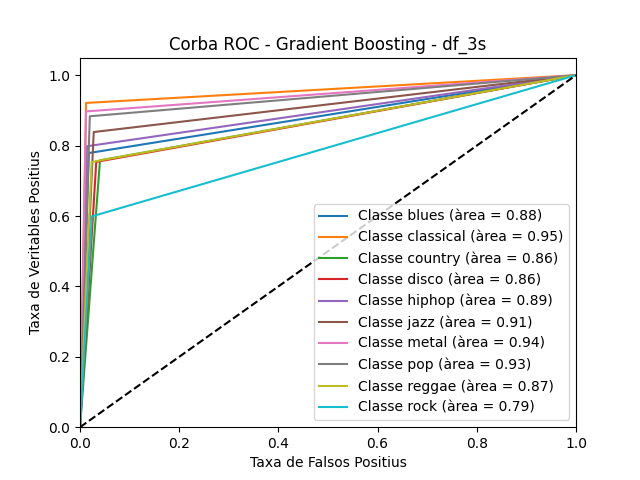 Corba ROC - Gradient Boosting - df_3s
Taxa de Veritables Positius
1.0
0.8
0.6
0.4
0.2
0.0
Classe blues (àrea = 0.88)
Classe classical (àrea = 0.95)
Classe country (àrea = 0.86)
Classe disco (àrea = 0.86)
Classe hiphop (àrea = 0.89)
Classe jazz (àrea = 0.91)
Classe metal (àrea = 0.94)
Classe pop (àrea = 0.93)
Classe reggae (àrea = 0.87)
Classe rock (àrea = 0.79)
0.0 0.2 0.4 0.6 0.8 1.0
Taxa de Falsos Positius